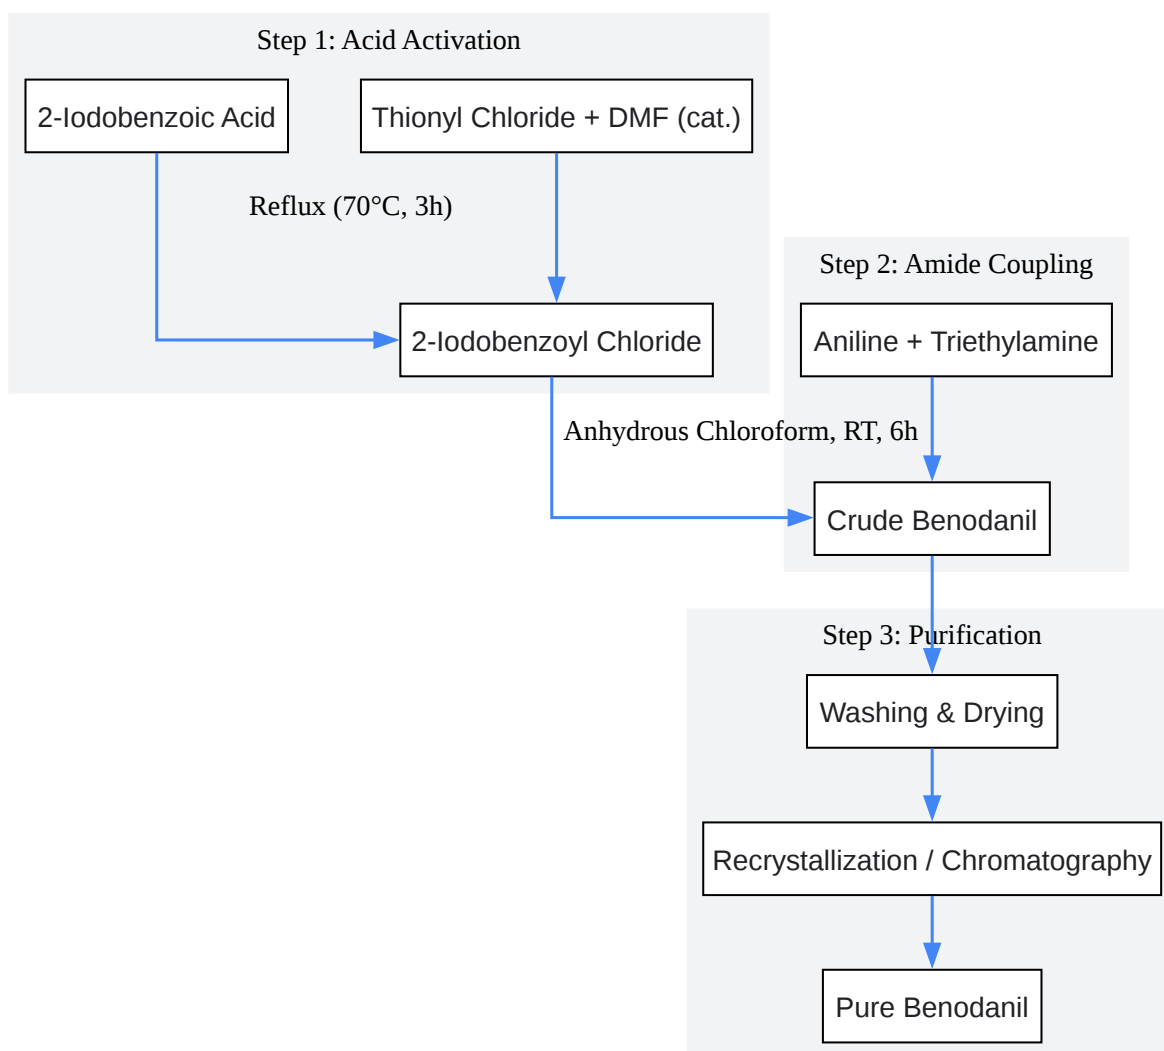 Step 1: Acid Activation
2-Iodobenzoic Acid
Thionyl Chloride + DMF (cat.)
Reflux (70°C, 3h)
2-Iodobenzoyl Chloride
Step 2: Amide Coupling
Aniline + Triethylamine
Anhydrous Chloroform, RT, 6h
Crude Benodanil
Step 3: Purification
Washing & Drying
Recrystallization / Chromatography
Pure Benodanil